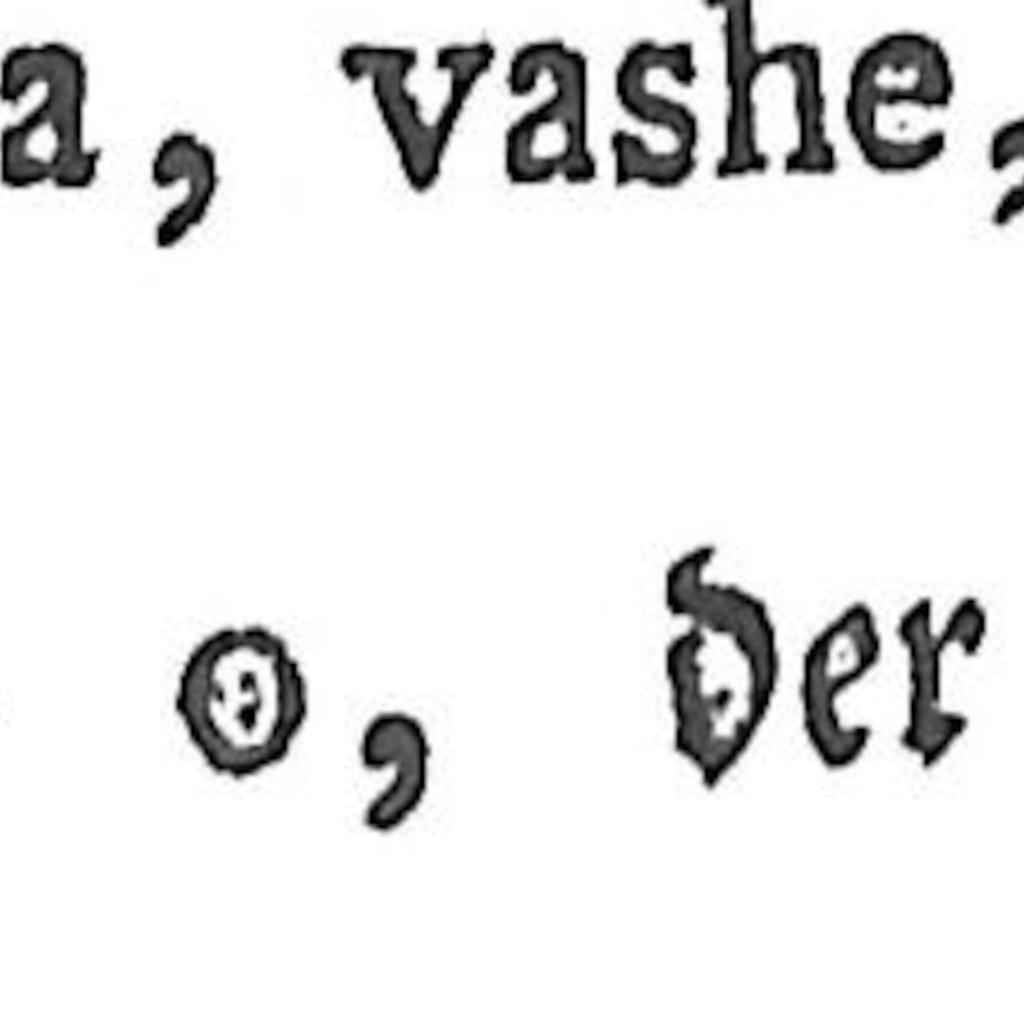 a, vashe,
o, der